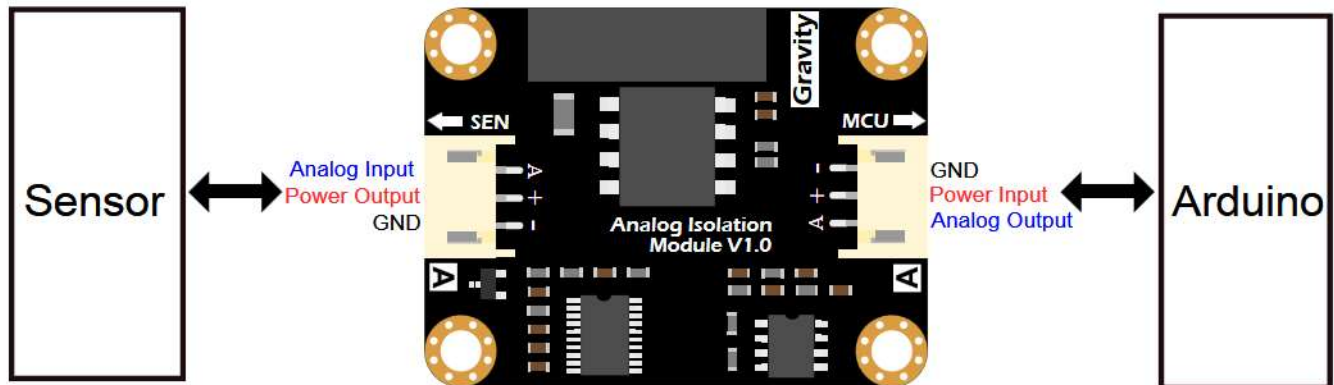 Sensor
Analog Input
Power Output
GND
SEN
A
+
-
A
Gravity
Analog Isolation
Module V1.0
MCU
-
+
A
A
GND
Power Input
Analog Output
Arduino